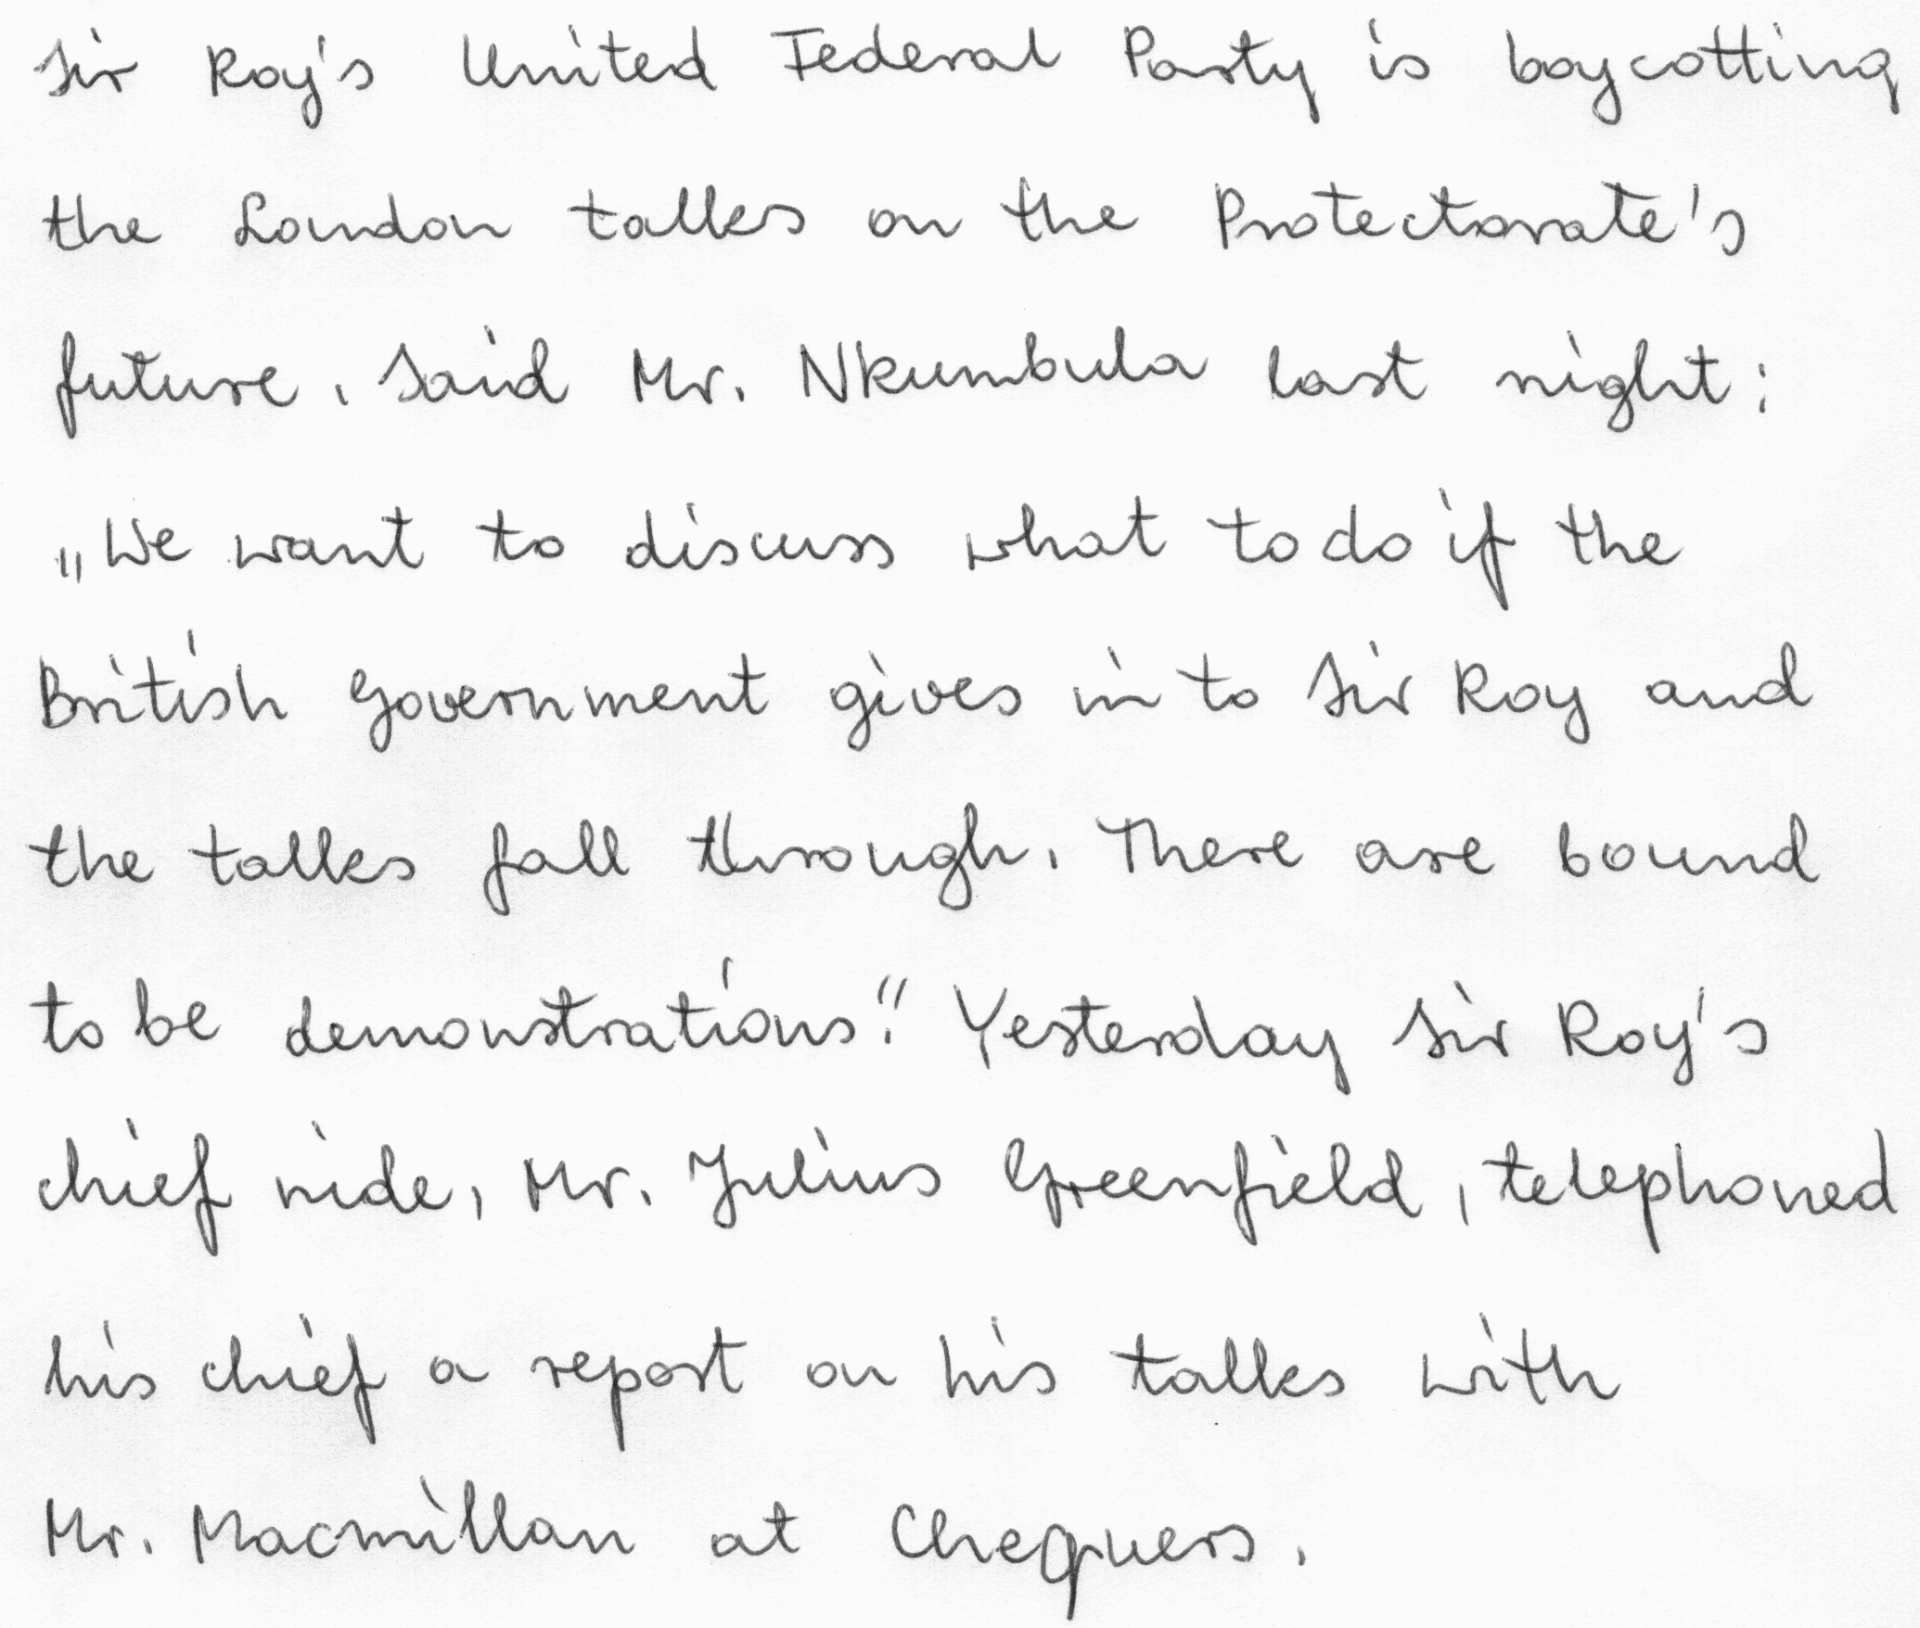 Sir Roy's United Federal Party is boycotting
the London talks on the Protectorate's
future. Said Mr. Nkumbula last night:
„We want to discuss what to do if the
British Government gives in to Sir Roy and
the talks fall through. There are bound
to be demonstrations." Yesterday Sir Roy's
chief aide, Mr. Julius Greenfield, telephoned
his chief a report on his talks with
Mr. Macmillan at Chequers.